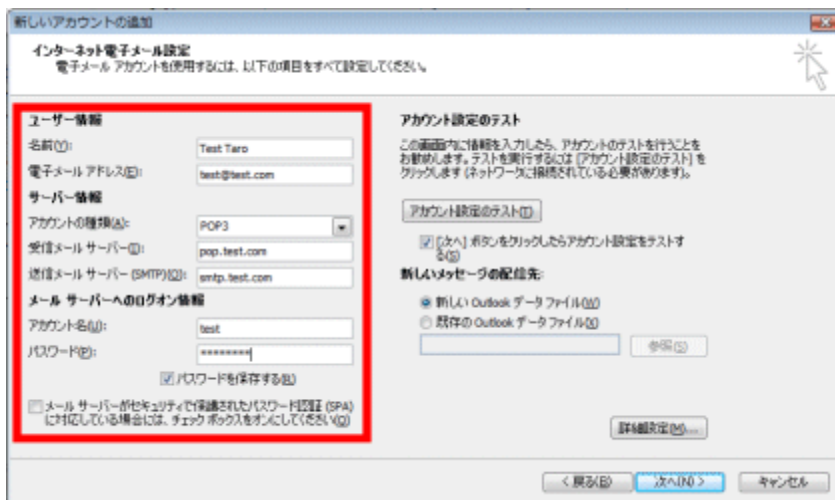 新しいアカウントの追加
インターネット電子メール設定
電子メール アカウントを使用するには、以下の項目をすべて設定してください。
ユーザー情報
名前(Y):
Test Taro
電子メール アドレス(E):
test@test.com
サーバー情報
アカウントの種類(A):
POP3
受信メール サーバー(I):
pop.test.com
送信メール サーバー (SMTP)(O):
smtp.test.com
メール サーバーへのログオン情報
アカウント名(U):
test
パスワード(P):
********
パスワードを保存する(R)
メール サーバーがセキュリティで保護されたパスワード認証 (SPA)
に対応している場合には、チェック ボックスをオンにしてください(Q)
アカウント設定のテスト
この画面内に情報を入力したら、アカウントのテストを行うことを
お勧めします。テストを実行するには [アカウント設定のテスト] を
クリックします (ネットワークに接続されている必要があります)。
アカウント設定のテスト(T)
[次へ] ボタンをクリックしたらアカウント設定をテストす
る(S)
新しいメッセージの配信先:
新しい Outlook データ ファイル(W)
既存の Outlook データ ファイル(X)
参照(S)
詳細設定(M)...
< 戻る(B)
次へ(N) >
キャンセル